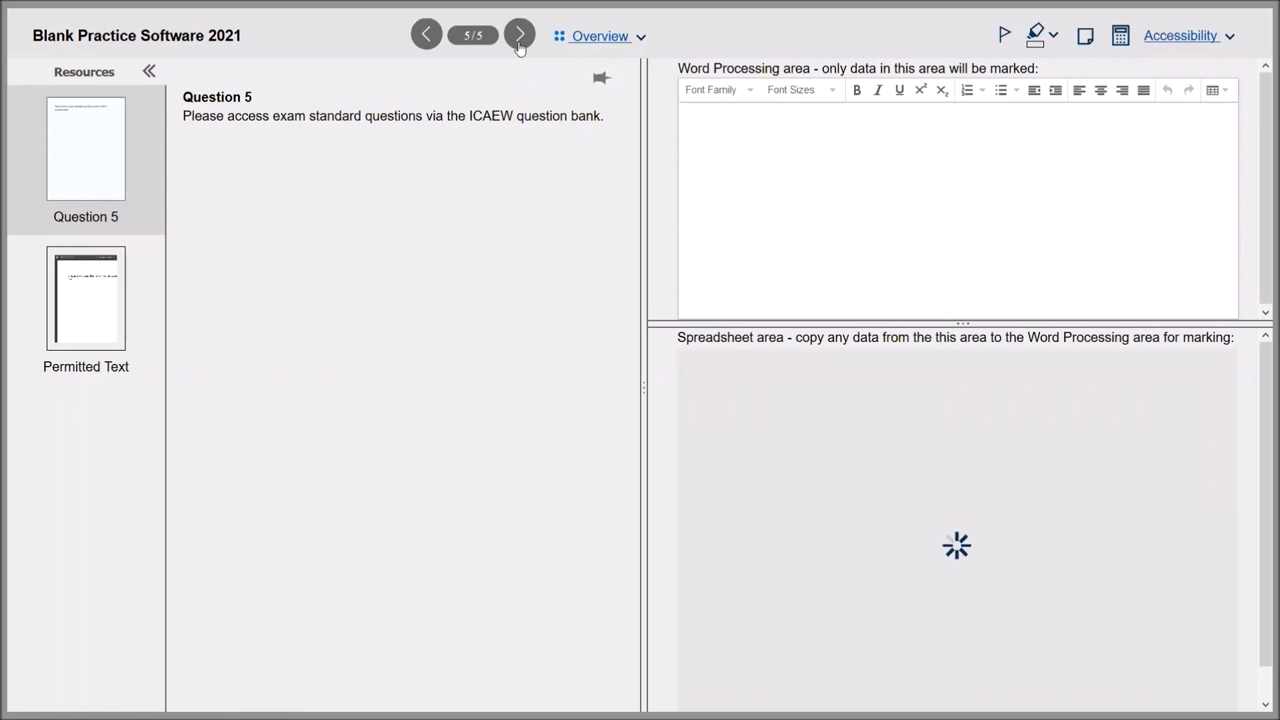 Blank Practice Software 2021
5/5
Overview
Accessibility
Resources
Question 5
Permitted Text
Question 5
Please access exam standard questions via the ICAEW question bank.
Word Processing area - only data in this area will be marked:
Font Family
Font Sizes
B I U X² X₂
Spreadsheet area - copy any data from the this area to the Word Processing area for marking: